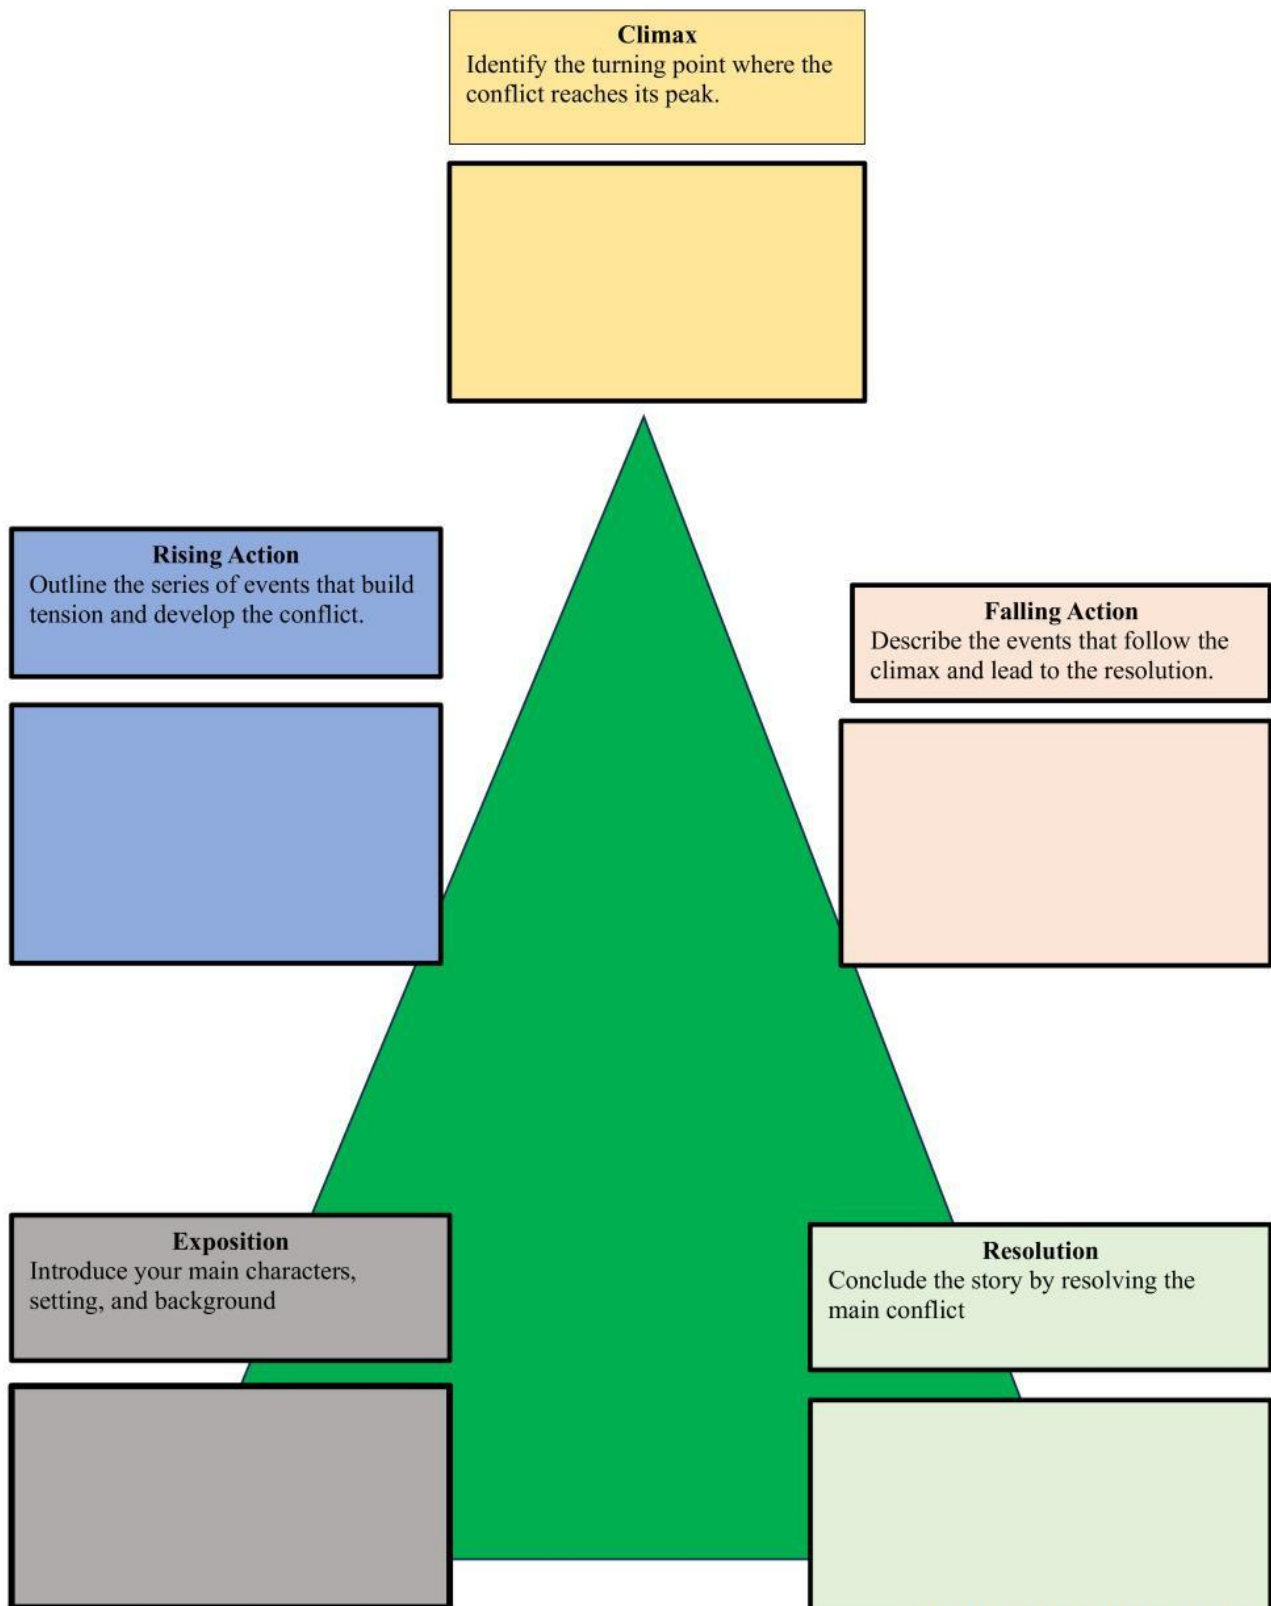 Climax
Identify the turning point where the
conflict reaches its peak.
Rising Action
Outline the series of events that build
tension and develop the conflict.
Falling Action
Describe the events that follow the
climax and lead to the resolution.
Exposition
Introduce your main characters,
setting, and background
Resolution
Conclude the story by resolving the
main conflict